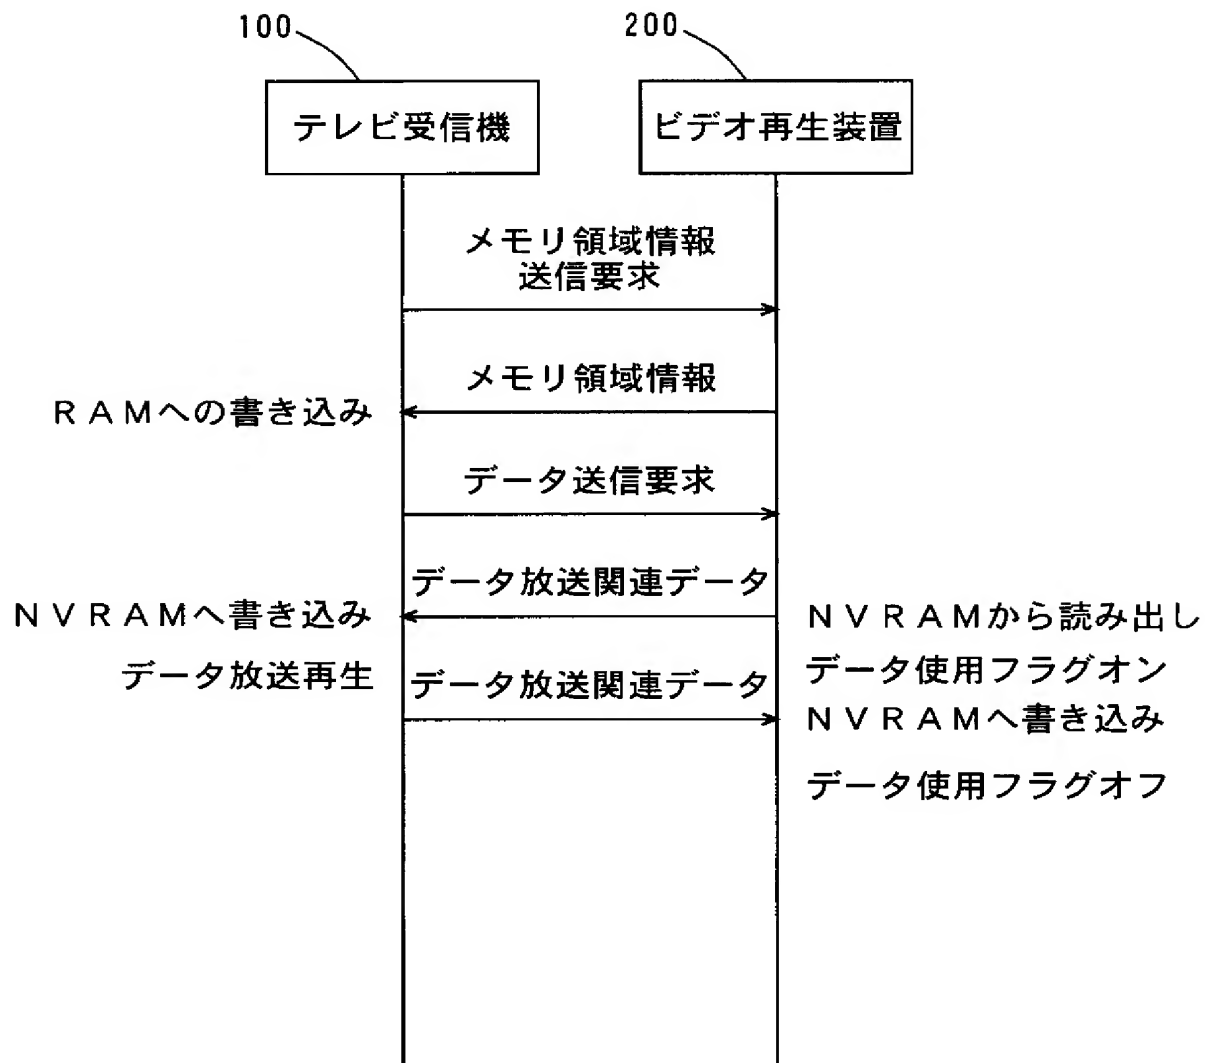 100
200
テレビ受信機
ビデオ再生装置
メモリ領域情報
送信要求
メモリ領域情報
ＲＡＭへの書き込み
データ送信要求
データ放送関連データ
ＮＶＲＡＭへ書き込み
ＮＶＲＡＭから読み出し
データ放送再生
データ放送関連データ
データ使用フラグオン
ＮＶＲＡＭへ書き込み
データ使用フラグオフ